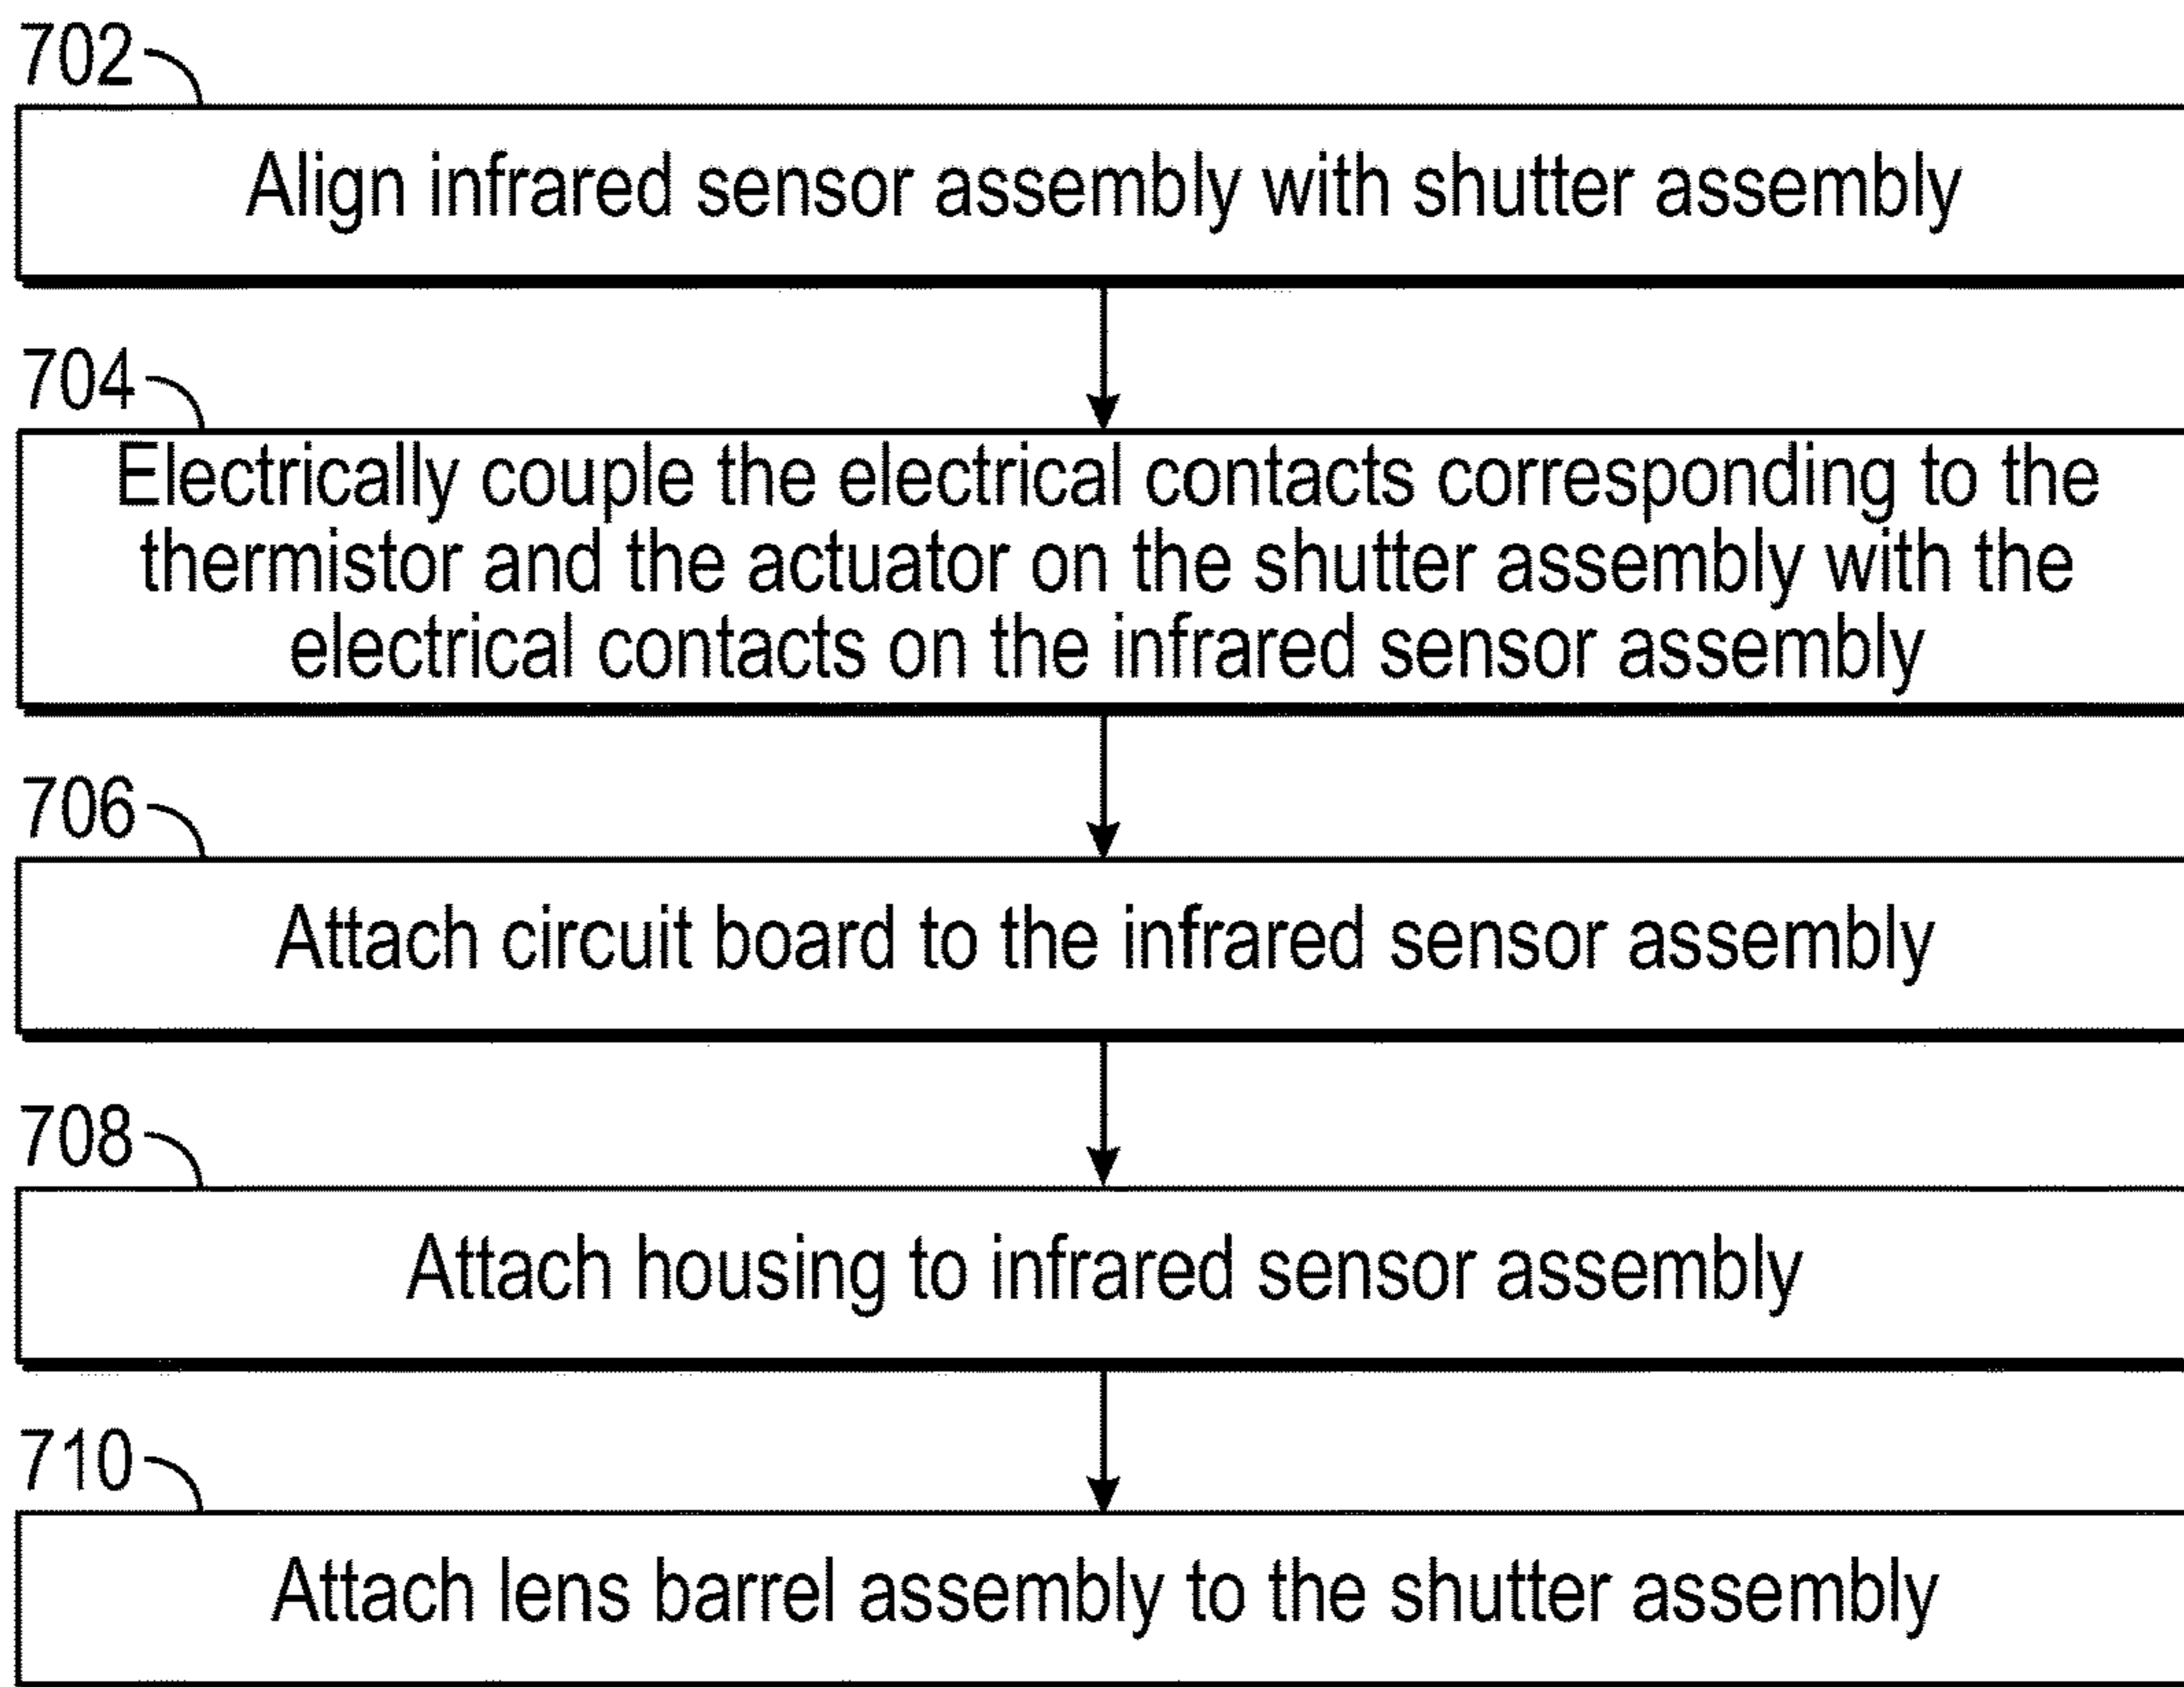 702
Align infrared sensor assembly with shutter assembly
704
Electrically couple the electrical contacts corresponding to the
thermistor and the actuator on the shutter assembly with the
electrical contacts on the infrared sensor assembly
706
Attach circuit board to the infrared sensor assembly
708
Attach housing to infrared sensor assembly
710
Attach lens barrel assembly to the shutter assembly